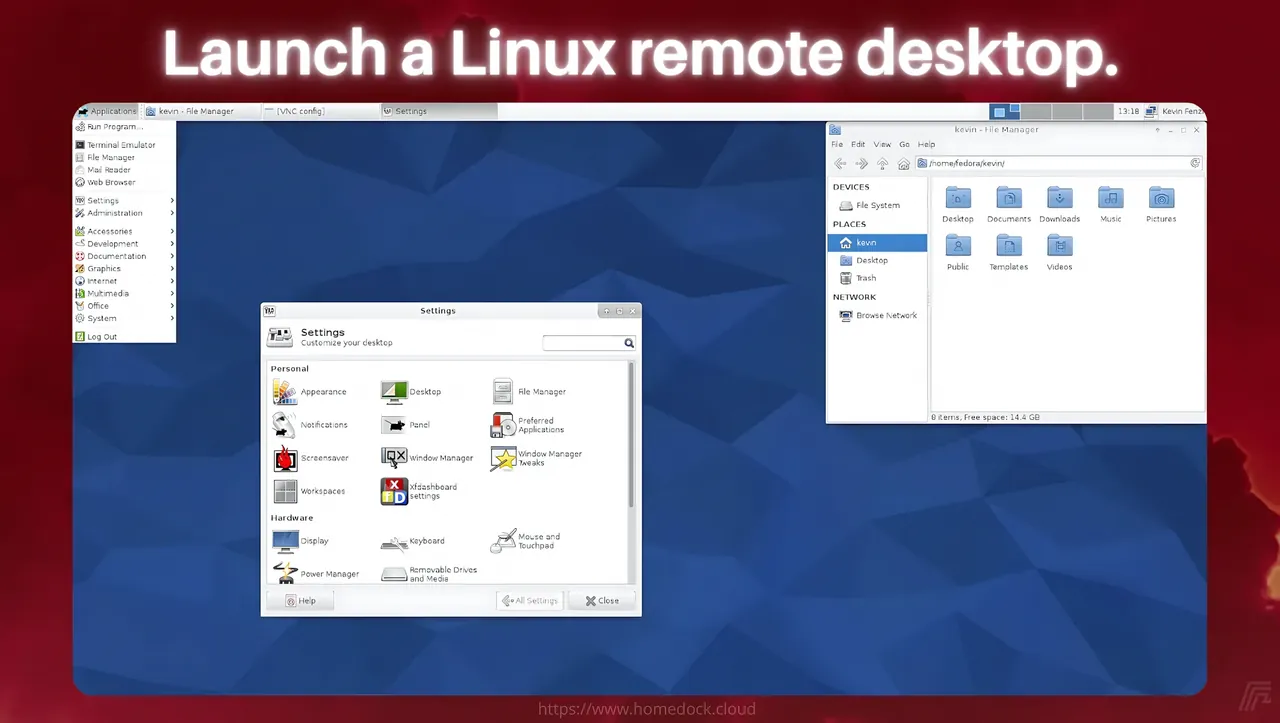 Launch a Linux remote desktop.
Applications
kevin - File Manager
[VNC config]
Settings
13:18
Kevin Fenz
Run Program...
Terminal Emulator
File Manager
Mail Reader
Web Browser
Settings
Administration
Accessories
Development
Documentation
Graphics
Internet
Multimedia
Office
System
Log Out
kevin - File Manager
File Edit View Go Help
/home/fedora/kevin/
DEVICES
File System
PLACES
kevin
Desktop
Trash
NETWORK
Browse Network
Desktop Documents Downloads Music Pictures
Public Templates Videos
8 items, Free space: 14.4 GB
Settings
Settings
Customize your desktop
Personal
Appearance
Desktop
File Manager
Notifications
Panel
Preferred
Applications
Screensaver
Window Manager
Window Manager
Tweaks
Workspaces
Xfdashboard
settings
Hardware
Display
Keyboard
Mouse and
Touchpad
Power Manager
Removable Drives
and Media
Help
All Settings
Close
https://www.homedock.cloud